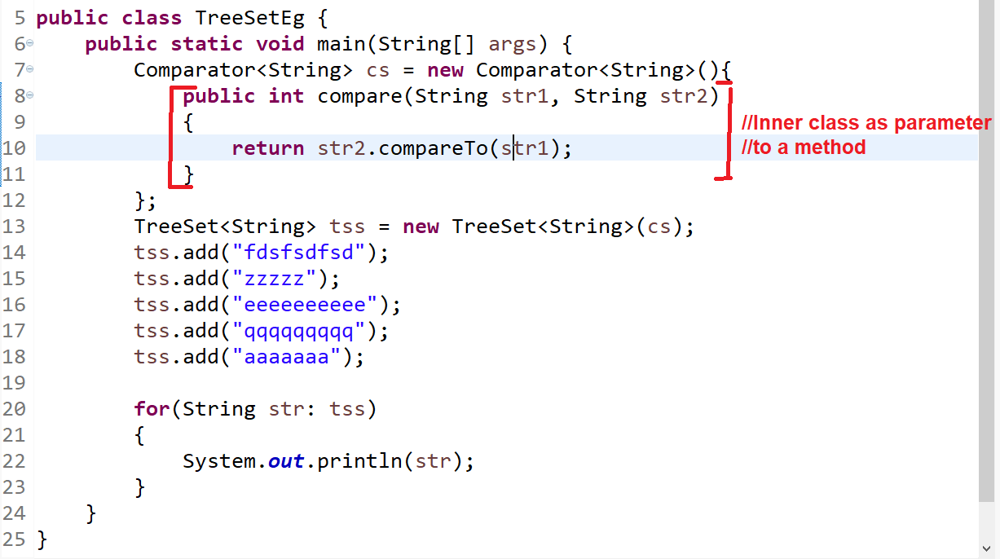 5 public class TreeSetEg {
6 public static void main(String[] args) {
7 Comparator<String> cs = new Comparator<String>(){
8 public int compare(String str1, String str2)
9 {
//Inner class as parameter
10 return str2.compareTo(str1);
//to a method
11 }
12 };
13 TreeSet<String> tss = new TreeSet<String>(cs);
14 tss.add("fdsfsdfsd");
15 tss.add("zzzzz");
16 tss.add("eeeeeeeeee");
17 tss.add("qqqqqqqqq");
18 tss.add("aaaaaaa");
19
20 for(String str: tss)
21 {
22 System.out.println(str);
23 }
24 }
25 }